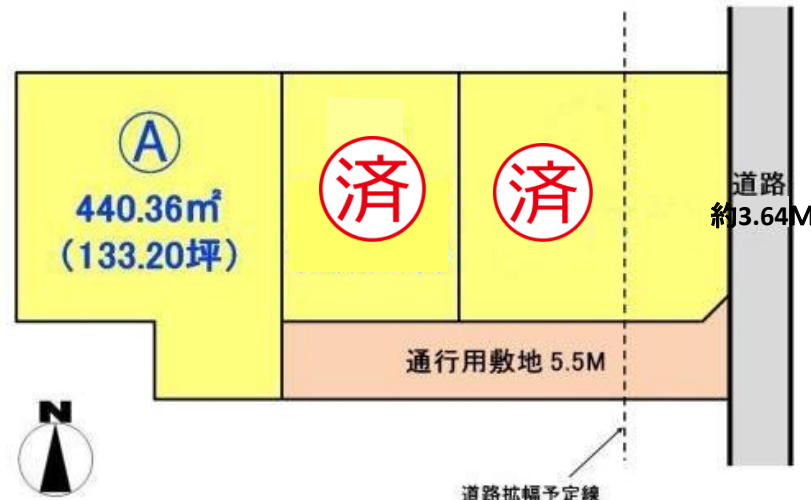 Ⓐ
440.36㎡
（133.20坪）
済
済
道路
約3.64M
通行用敷地 5.5M
N
道路拡幅予定線